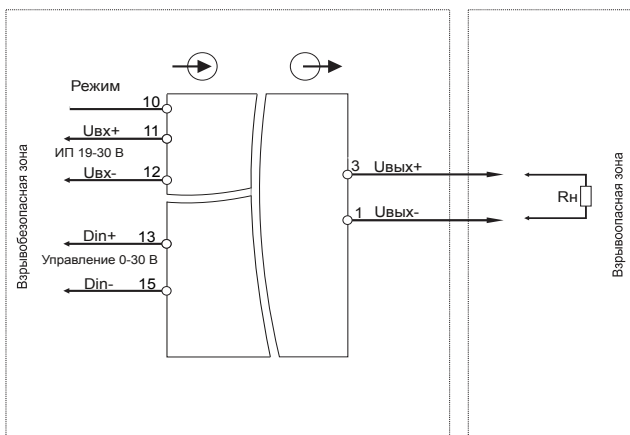 Режим
10
Uвх+ 11
ИП 19-30 В
Uвх- 12
Din+ 13
Управление 0-30 В
Din- 15
3 Uвых+
1 Uвых-
Rн
Взрывобезопасная зона
Взрывоопасная зона